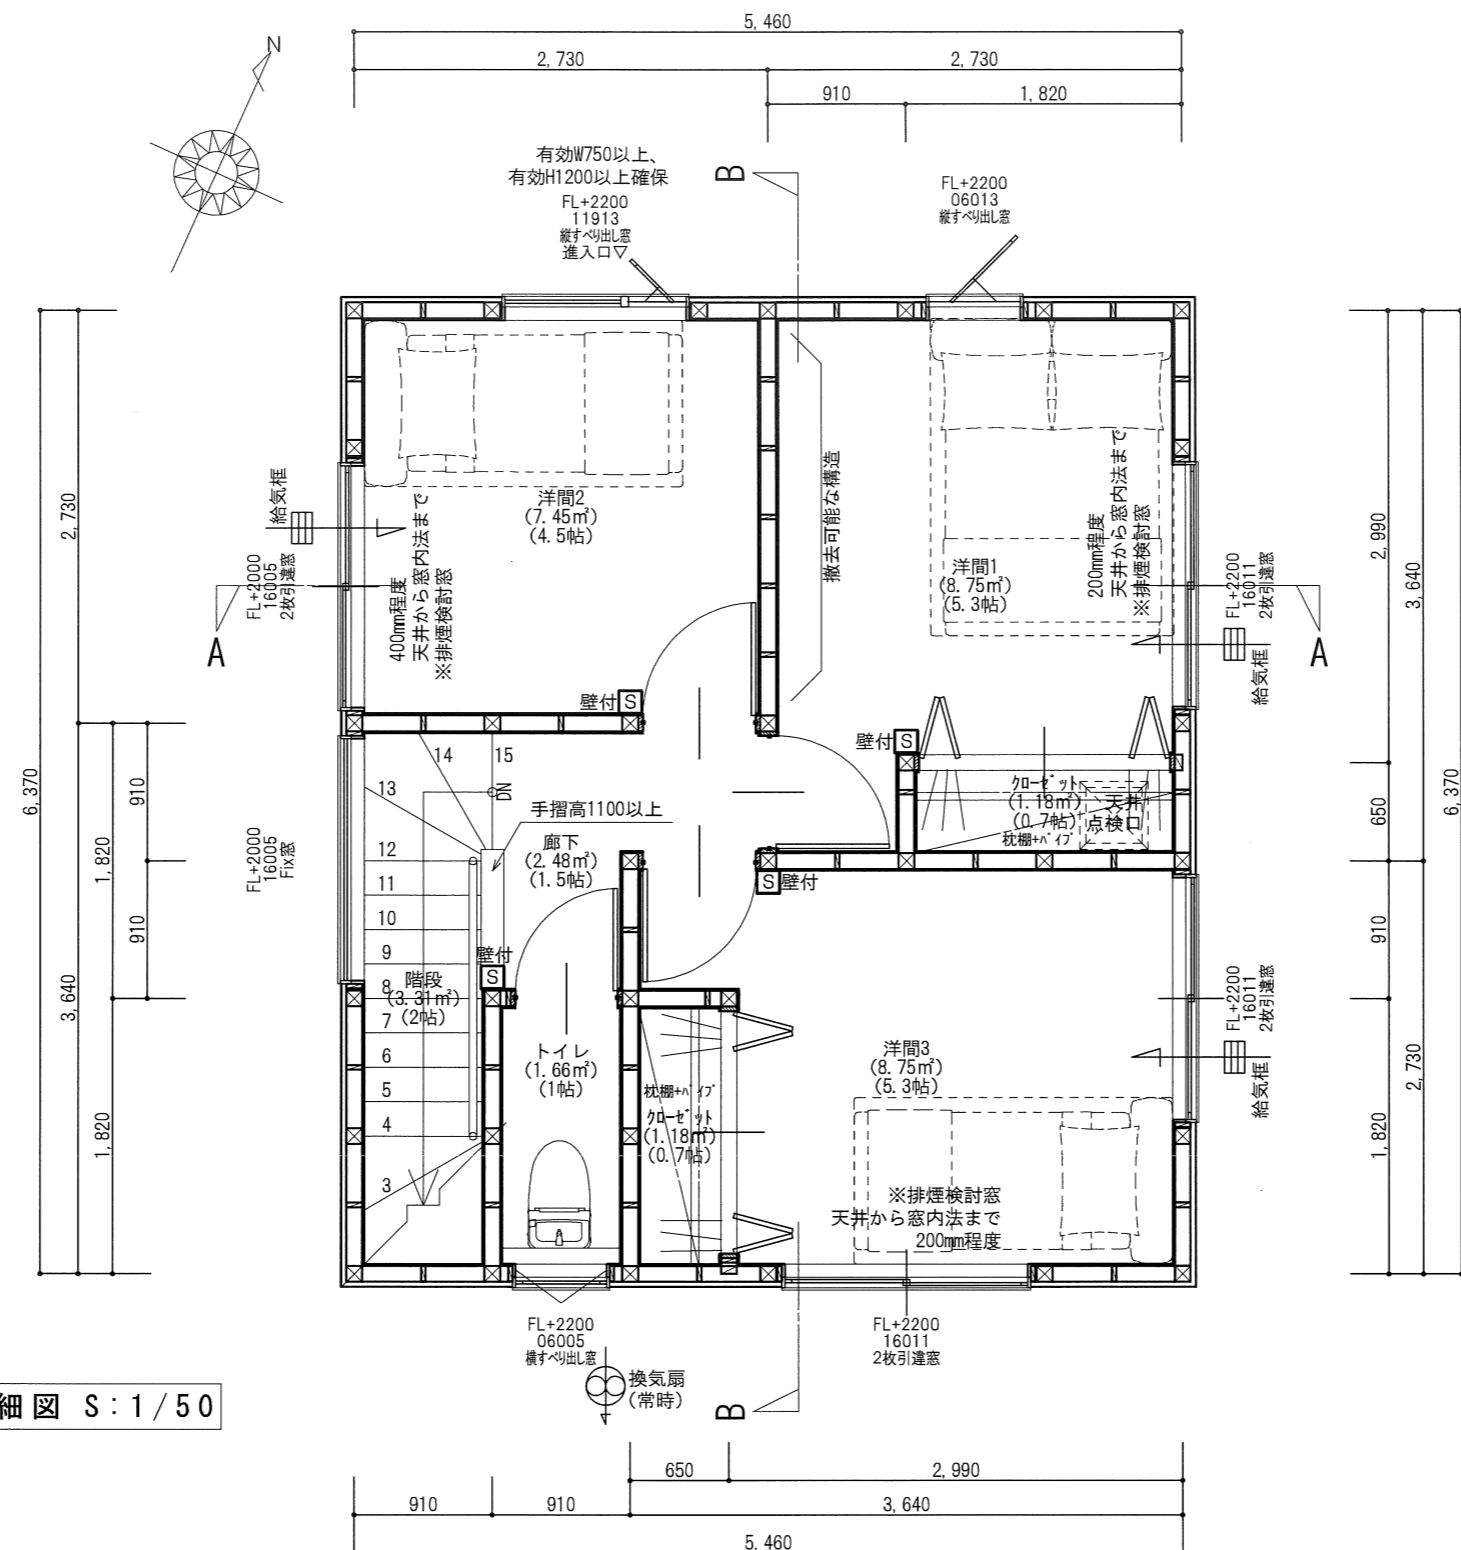 5,460
2,730
2,730
910
1,820
N
有効W750以上、
有効H1200以上確保
FL+2200
11913
縦すべり出し窓
進入口▽
B
FL+2200
06013
縦すべり出し窓
6,370
2,730
3,640
1,820
1,820
910
910
給気框
FL+2000
16005
2枚引違窓
A
400mm程度
天井から窓内法まで
※排煙検討窓
洋間2
(7.45㎡)
(4.5帖)
撤去可能な構造
洋間1
(8.75㎡)
(5.3帖)
200mm程度
天井から窓内法まで
※排煙検討窓
FL+2200
16011
2枚引違窓
給気框
A
2,990
3,640
650
910
1,820
2,730
6,370
壁付 S
壁付 S
クローゼット
(1.18㎡)
(0.7帖)
枕棚+パイプ
天井
点検口
FL+2000
16005
Fix窓
15
14
13
12
11
10
9
8
7
6
5
4
3
DN
手摺高1100以上
廊下
(2.48㎡)
(1.5帖)
S 壁付
壁付
S
階段
(3.31㎡)
(2帖)
トイレ
(1.66㎡)
(1帖)
枕棚+パイプ
クローゼット
(1.18㎡)
(0.7帖)
洋間3
(8.75㎡)
(5.3帖)
FL+2200
16011
2枚引違窓
給気框
※排煙検討窓
天井から窓内法まで
200mm程度
FL+2200
06005
横すべり出し窓
換気扇
(常時)
B
FL+2200
16011
2枚引違窓
細図 S:1/50
650
2,990
910
910
3,640
5,460